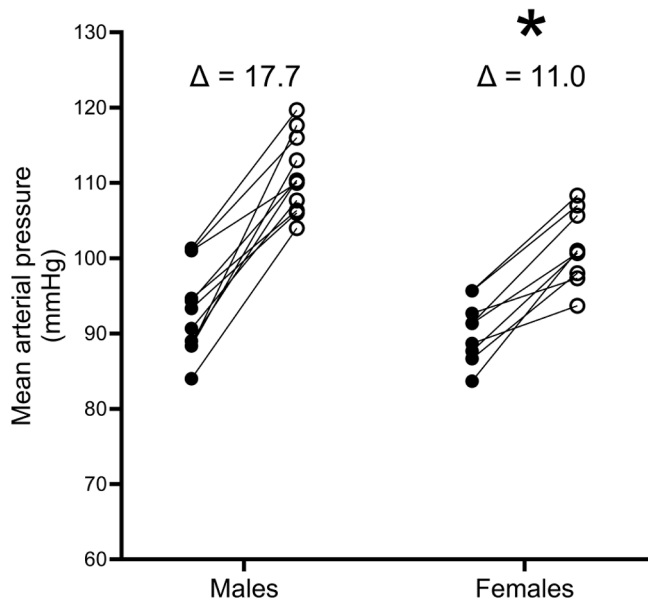 130
120
110
100
90
80
70
60
Mean arterial pressure
(mmHg)
Δ = 17.7
*
Δ = 11.0
Males
Females